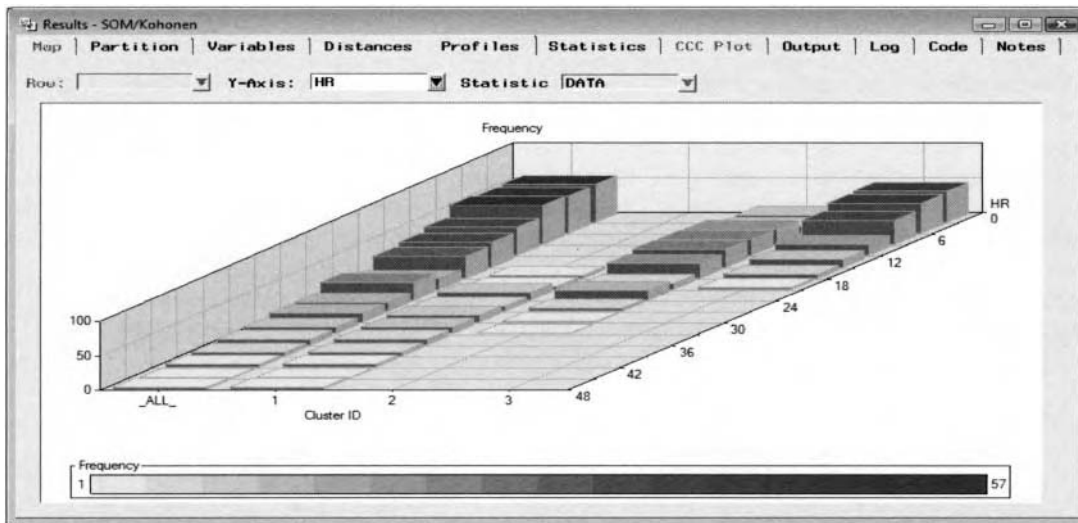 Results - SOM/Kohonen
Map Partition Variables Distances Profiles Statistics CCC Plot Output Log Code Notes
Row: Y-Axis: HR Statistic DATA
Frequency
HR
0
6
12
18
24
30
36
42
48
100
50
0
_ALL_ 1 2 3
Cluster ID
Frequency
1 57